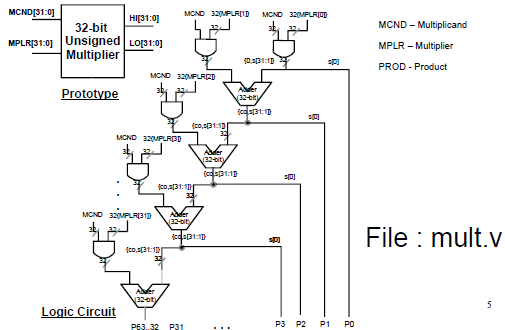 MCND[31:0]
MPLR[31:0]
32-bit
Unsigned
Multiplier
HI[31:0]
LO[31:0]
Prototype
MCND
32{MPLR[1]}
32
32
32
MCND
32{MPLR[0]}
32
32
32
{0,s[31:1]}
s[0]
Adder
(32-bit)
{co,s[31:1]}
MCND
32{MPLR[2]}
32
32
32
{co,s[31:1]}
32
s[0]
Adder
(32-bit)
{co,s[31:1]}
MCND
32{MPLR[3]}
32
32
32
{co,s[31:1]}
32
s[0]
Adder
(32-bit)
{co,s[31:1]}
MCND
32{MPLR[31]}
32
32
32
{co,s[31:1]}
32
s[0]
Adder
(32-bit)
Logic Circuit
P63..32
P31
. . .
P3
P2
P1
P0
MCND – Multiplicand
MPLR – Multiplier
PROD - Product
File : mult.v
5